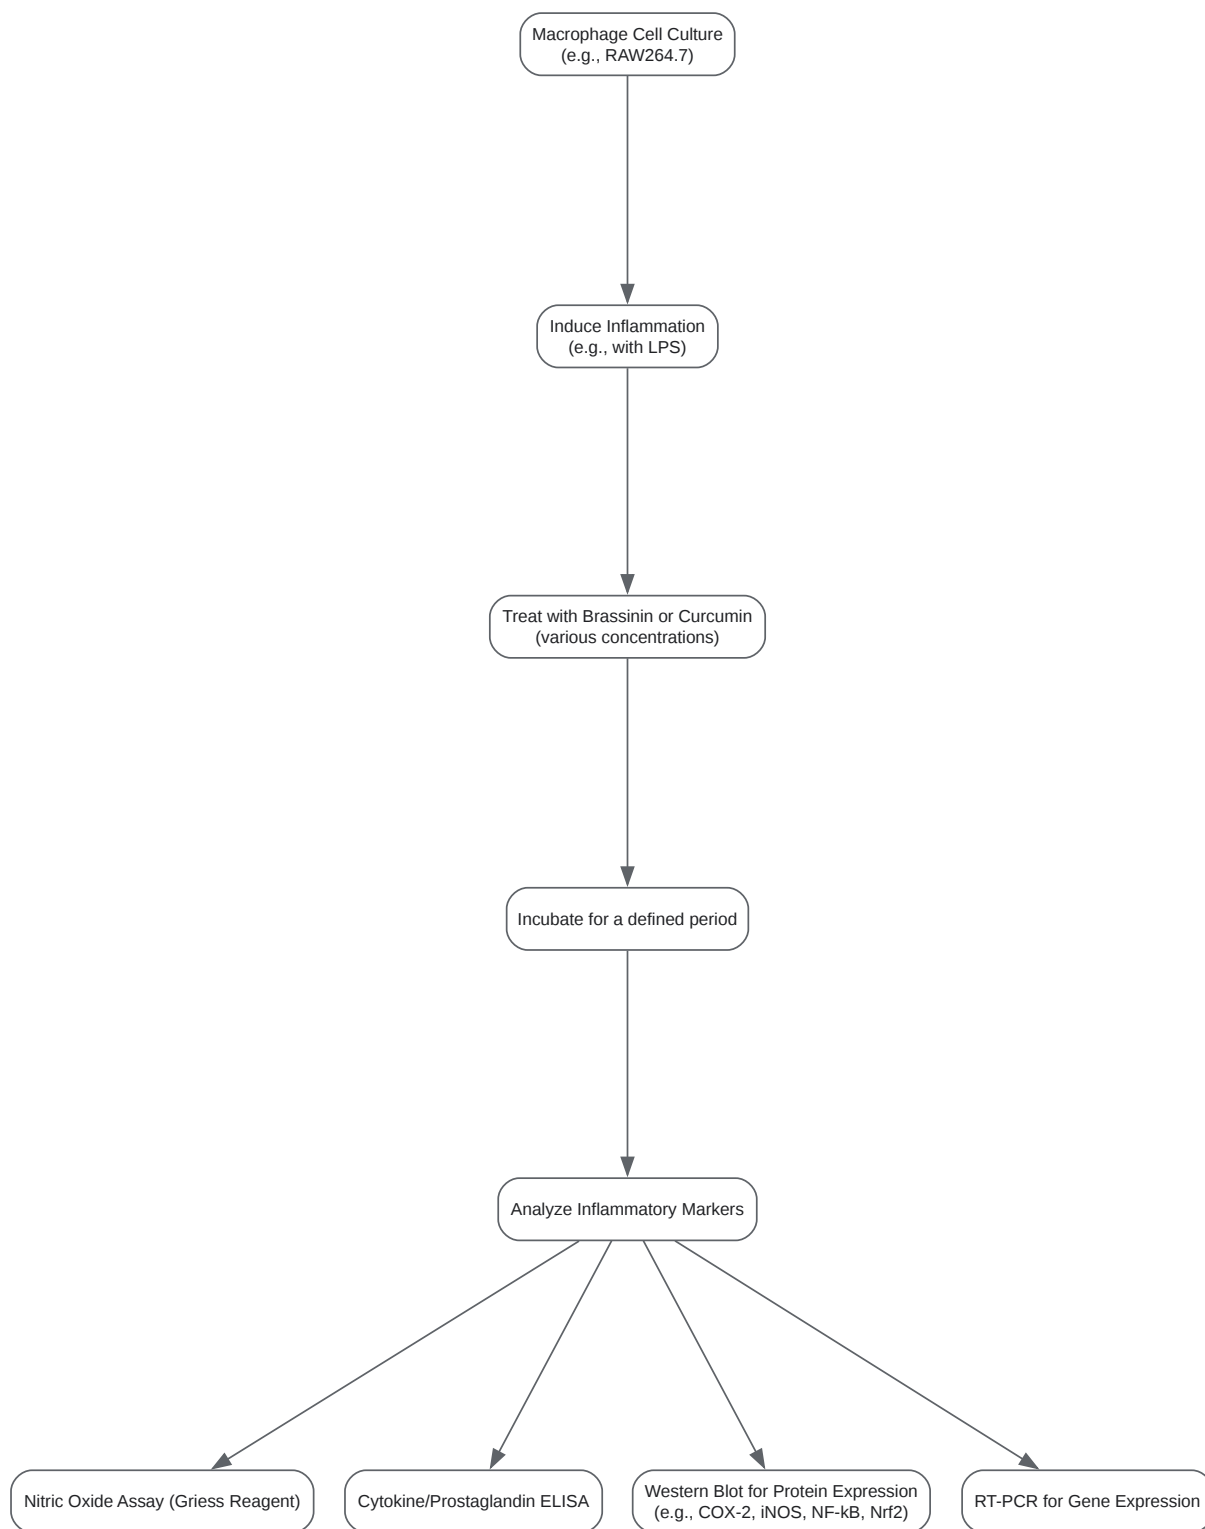 Macrophage Cell Culture
(e.g., RAW264.7)
Induce Inflammation
(e.g., with LPS)
Treat with Brassinin or Curcumin
(various concentrations)
Incubate for a defined period
Analyze Inflammatory Markers
Nitric Oxide Assay (Griess Reagent)
Cytokine/Prostaglandin ELISA
Western Blot for Protein Expression
(e.g., COX-2, iNOS, NF-kB, Nrf2)
RT-PCR for Gene Expression